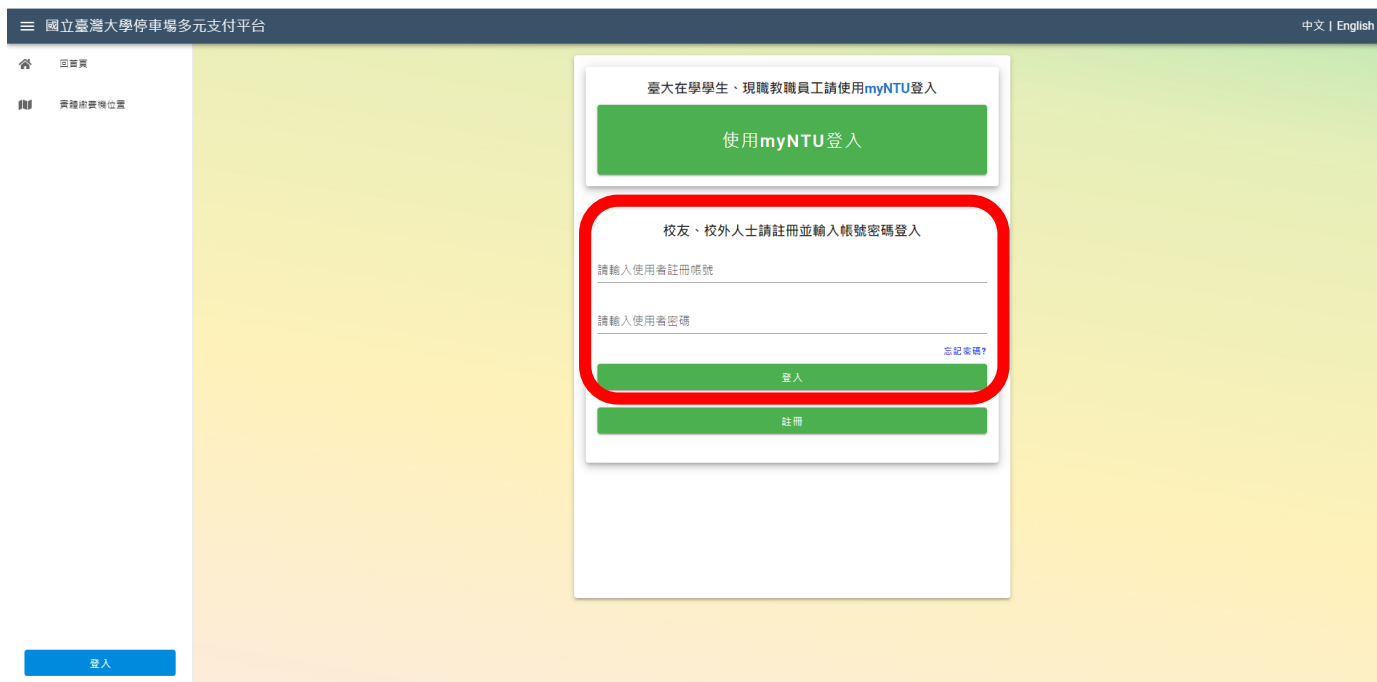 國立臺灣大學停車場多元支付平台
中文 | English
回首頁
實體繳費機位置
臺大在學學生、現職教職員工請使用myNTU登入
使用myNTU登入
校友、校外人士請註冊並輸入帳號密碼登入
請輸入使用者註冊帳號
請輸入使用者密碼
忘記密碼?
登入
註冊
登入